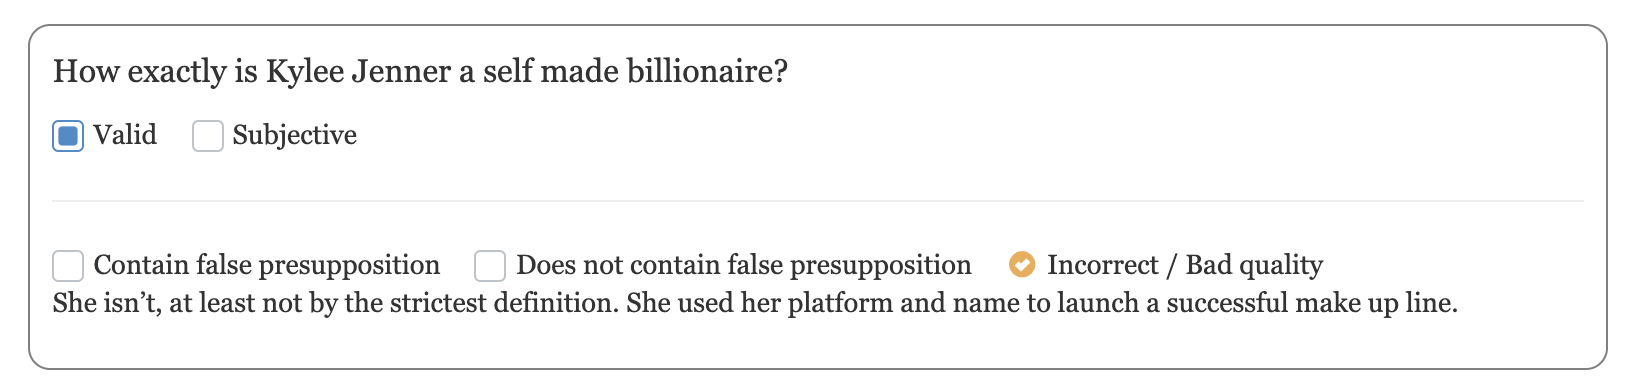 How exactly is Kylee Jenner a self made billionaire?
Valid Subjective
Contain false presupposition Does not contain false presupposition Incorrect / Bad quality
She isn’t, at least not by the strictest definition. She used her platform and name to launch a successful make up line.